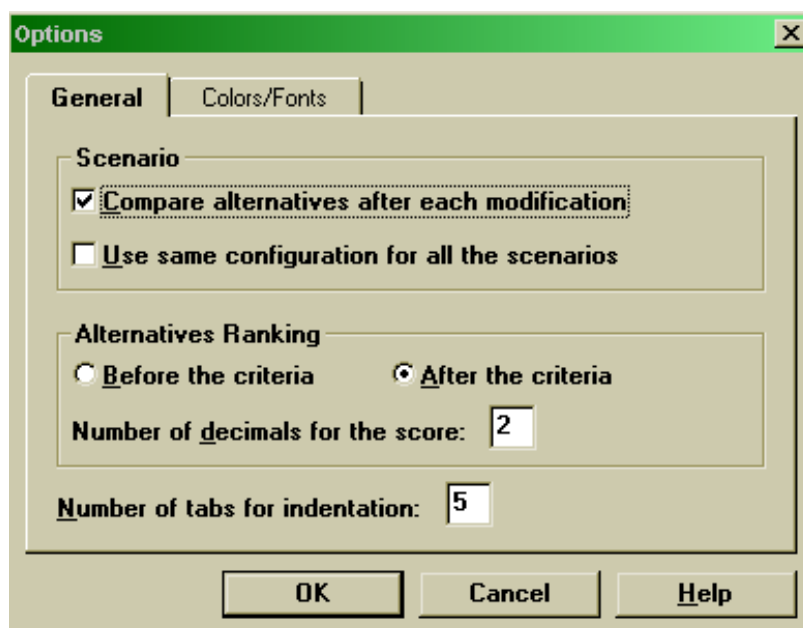 Options
General Colors/Fonts
Scenario
Compare alternatives after each modification
Use same configuration for all the scenarios
Alternatives Ranking
Before the criteria After the criteria
Number of decimals for the score: 2
Number of tabs for indentation: 5
OK Cancel Help